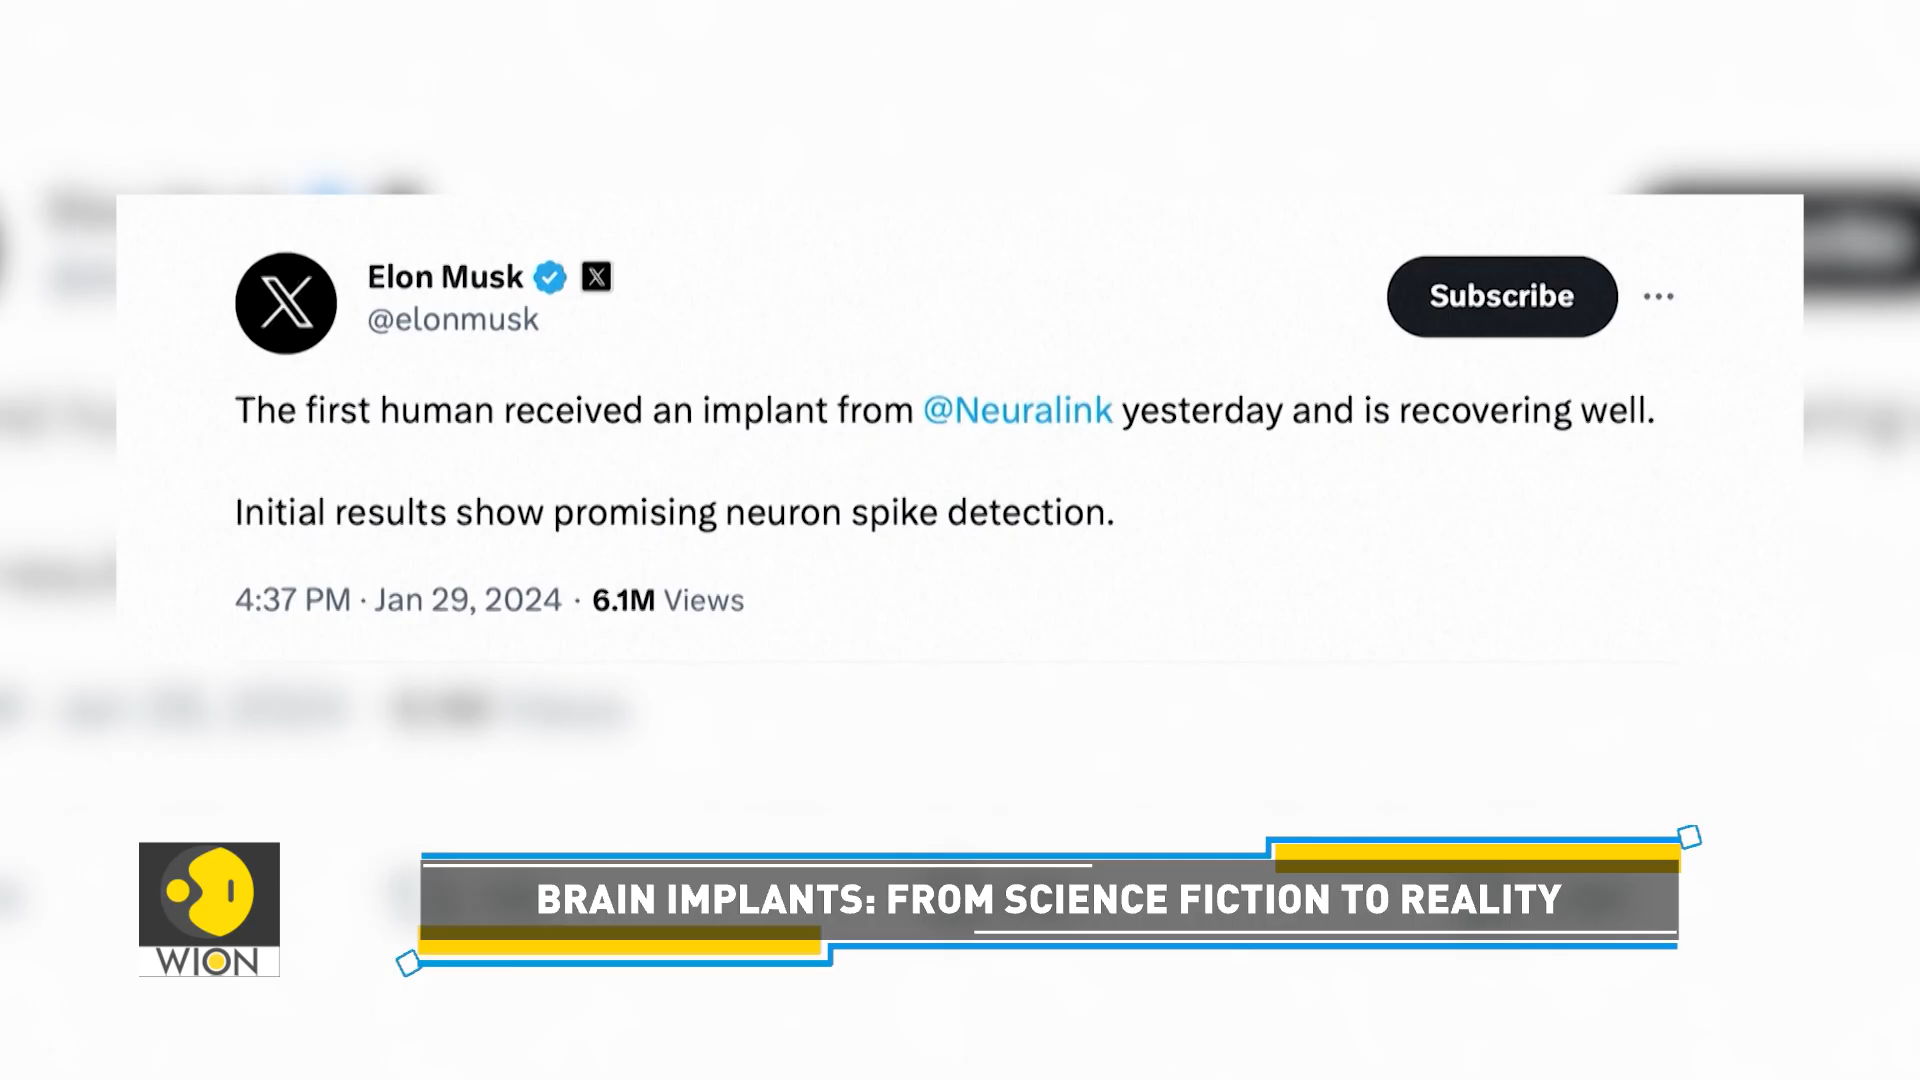 Elon Musk
@elonmusk
Subscribe
The first human received an implant from @Neuralink yesterday and is recovering well.
Initial results show promising neuron spike detection.
4:37 PM · Jan 29, 2024 · 6.1M Views
BRAIN IMPLANTS: FROM SCIENCE FICTION TO REALITY
WION